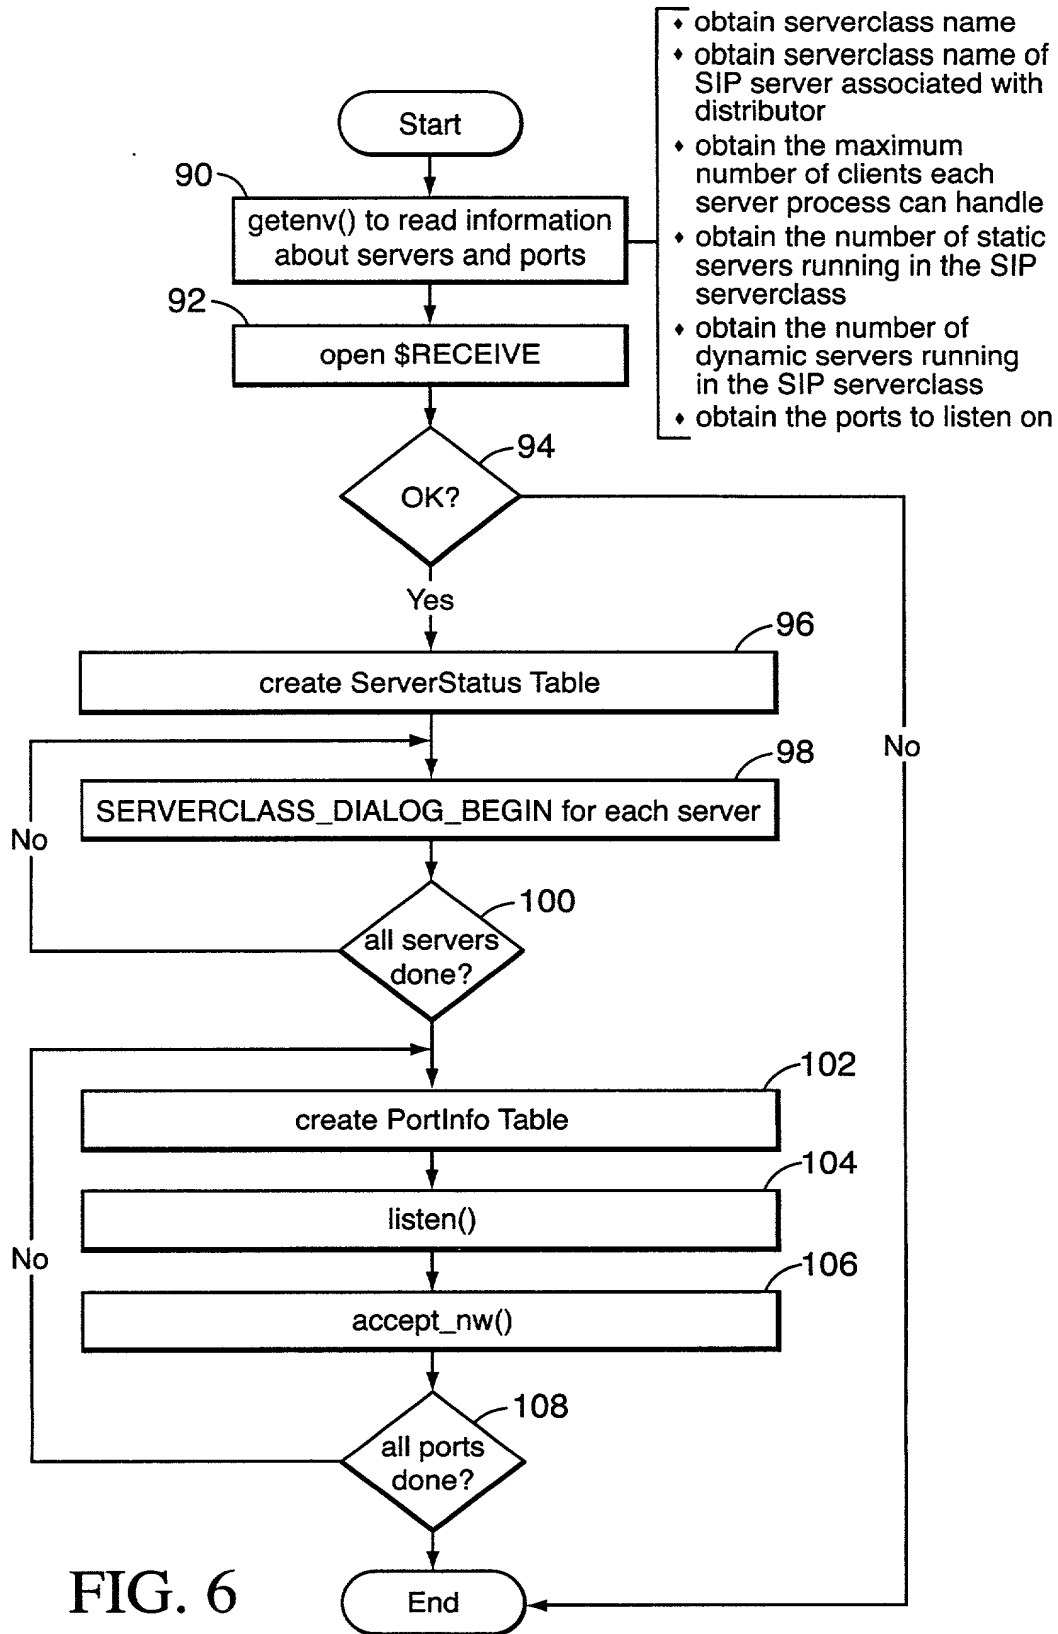 ♦ obtain serverclass name
♦ obtain serverclass name of
SIP server associated with
distributor
♦ obtain the maximum
number of clients each
server process can handle
♦ obtain the number of static
servers running in the SIP
serverclass
♦ obtain the number of
dynamic servers running
in the SIP serverclass
♦ obtain the ports to listen on
Start
90
getenv() to read information
about servers and ports
92
open $RECEIVE
94
OK?
Yes
No
96
create ServerStatus Table
98
SERVERCLASS_DIALOG_BEGIN for each server
No
100
all servers
done?
102
create PortInfo Table
104
listen()
No
106
accept_nw()
108
all ports
done?
End
FIG. 6